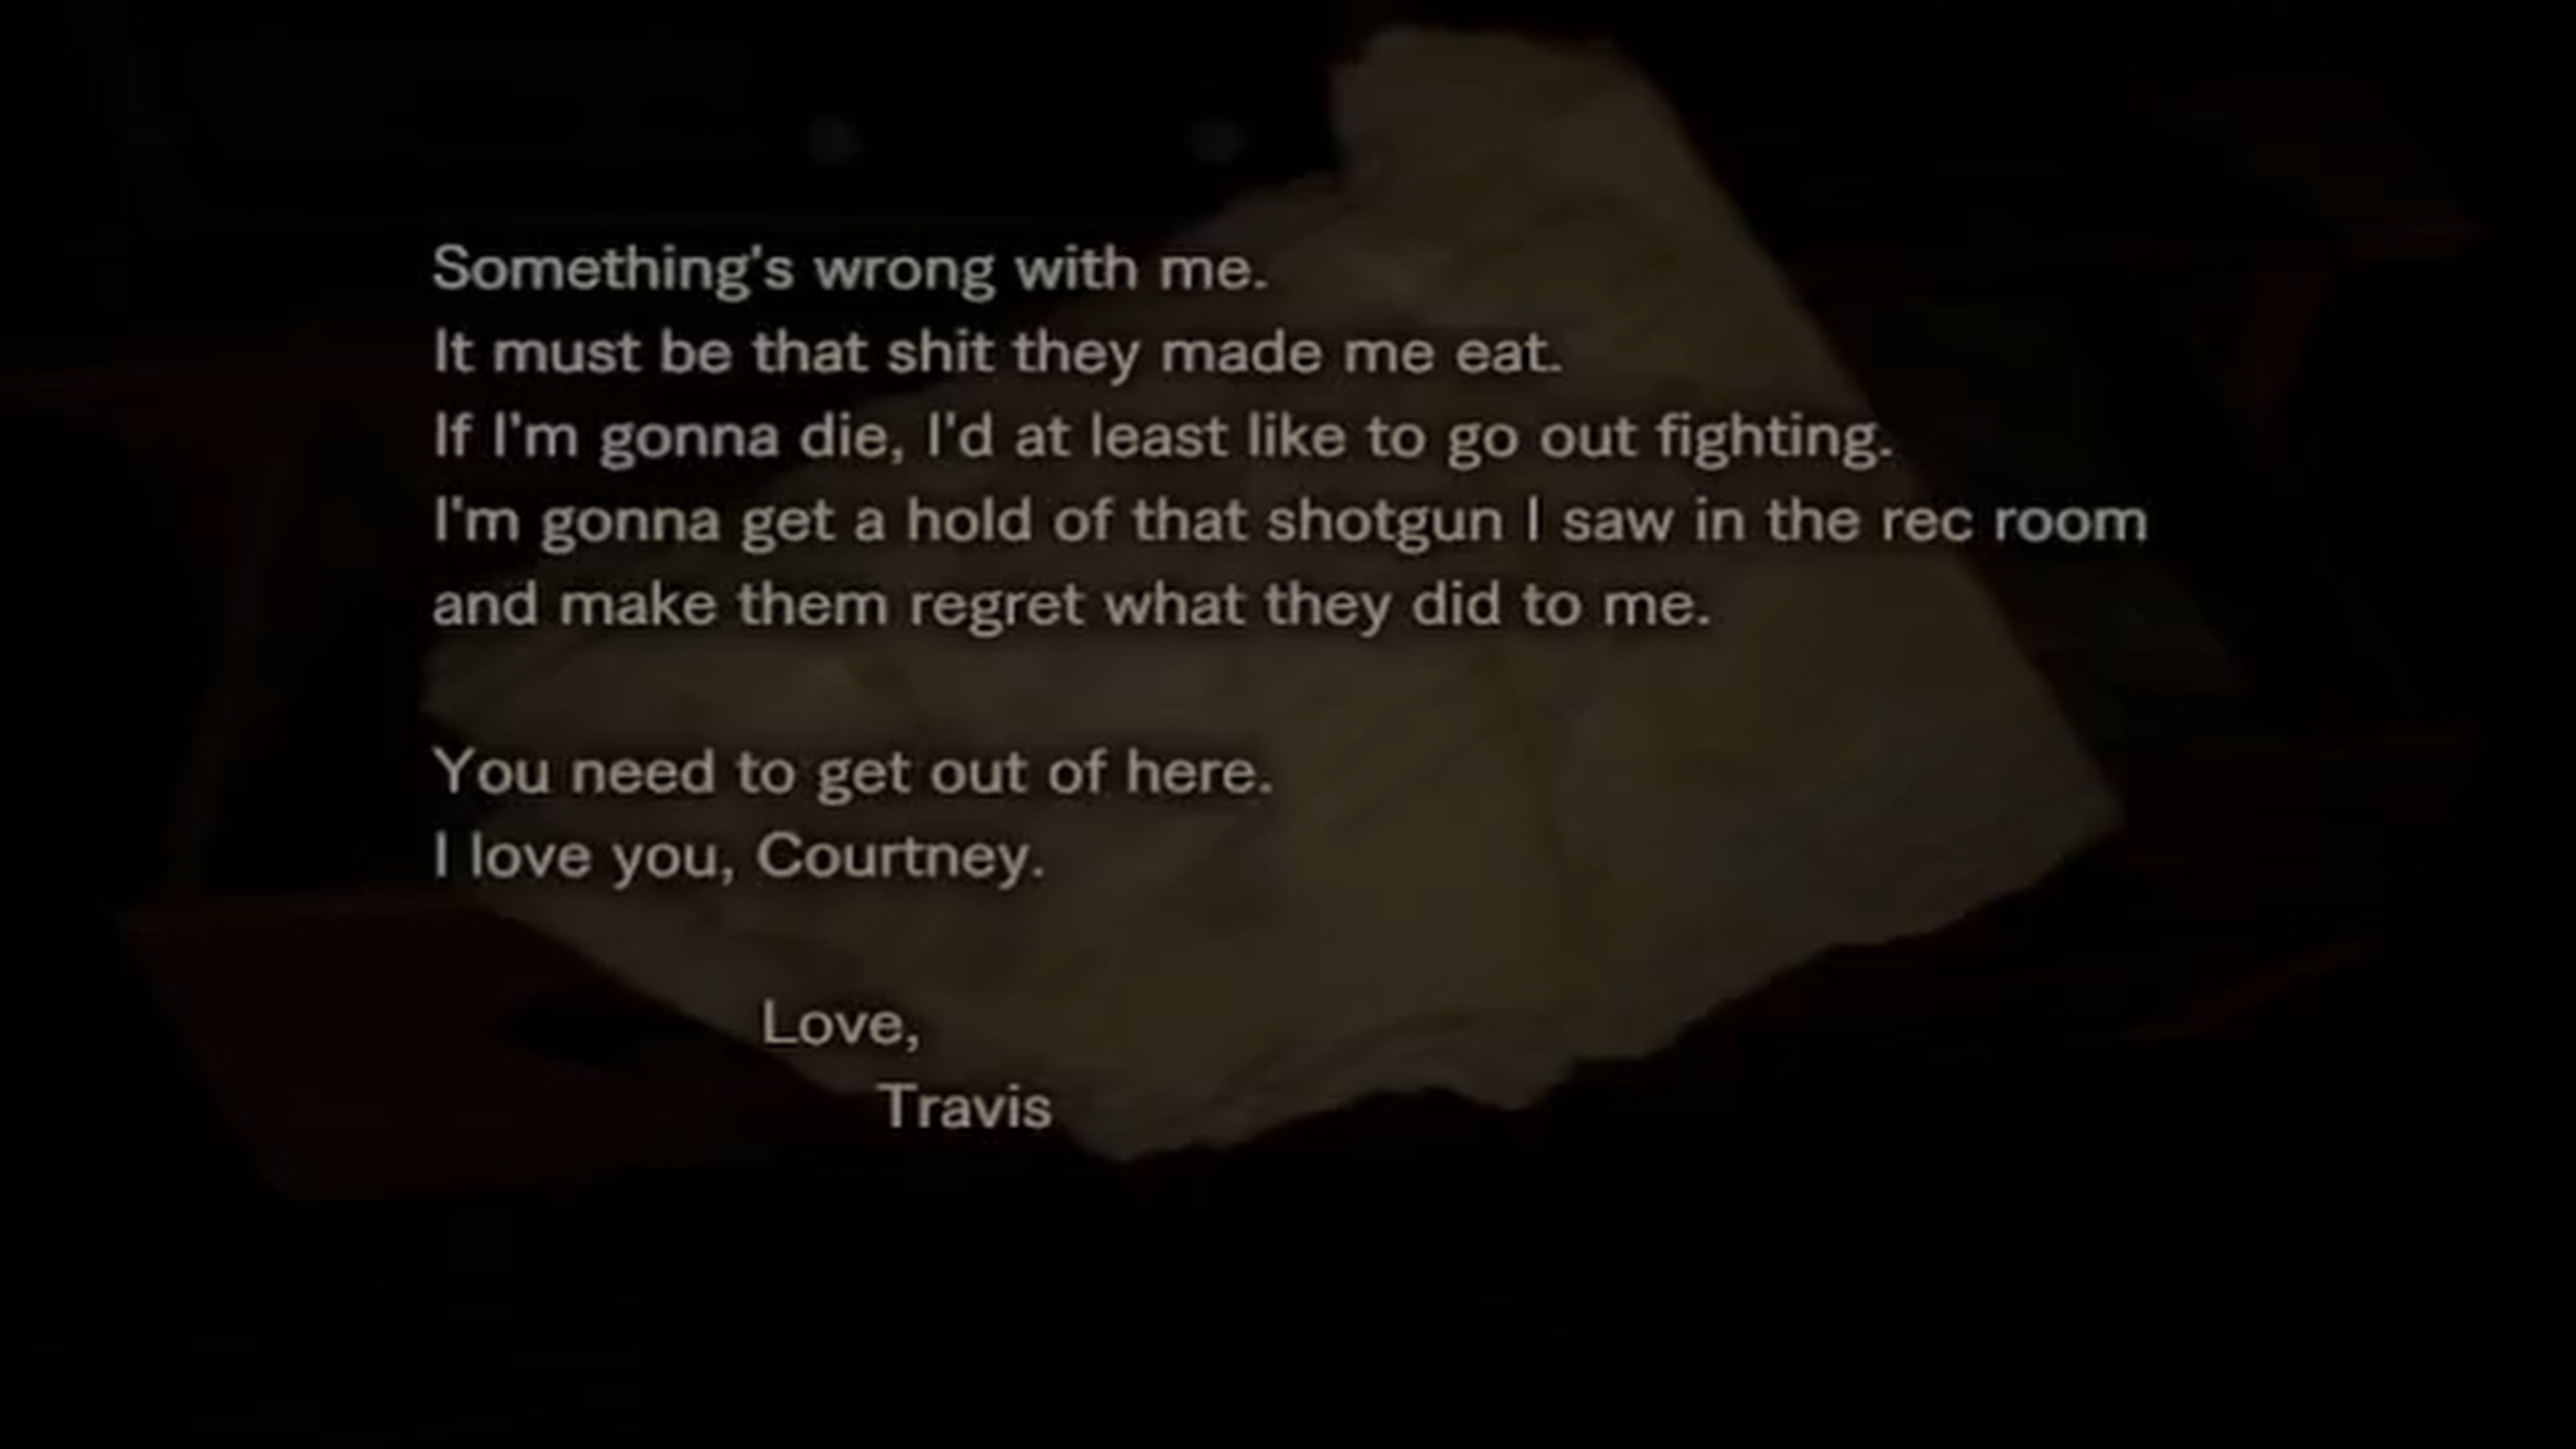 Something's wrong with me.
It must be that shit they made me eat.
If I'm gonna die, I'd at least like to go out fighting.
I'm gonna get a hold of that shotgun I saw in the rec room
and make them regret what they did to me.
You need to get out of here.
I love you, Courtney.
Love,
Travis